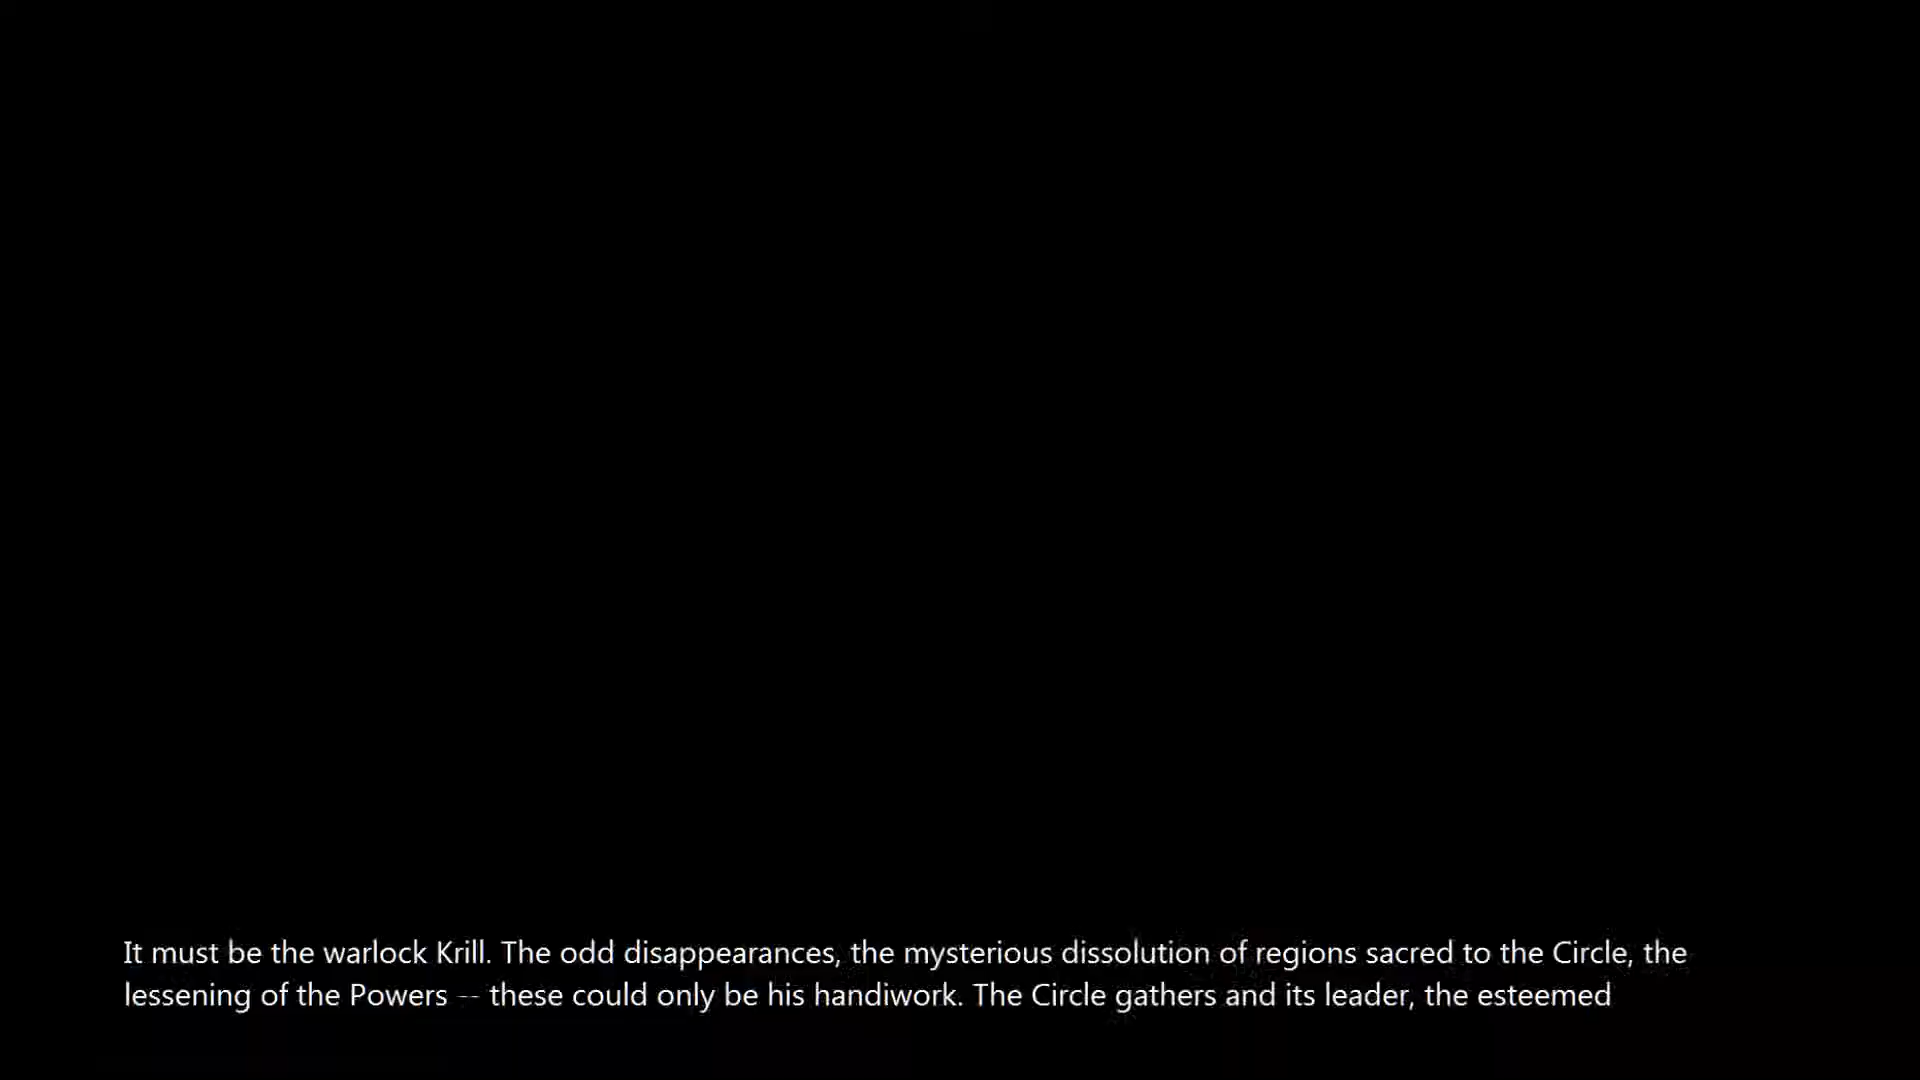 It must be the warlock Krill. The odd disappearances, the mysterious dissolution of regions sacred to the Circle, the
lessening of the Powers -- these could only be his handiwork. The Circle gathers and its leader, the esteemed